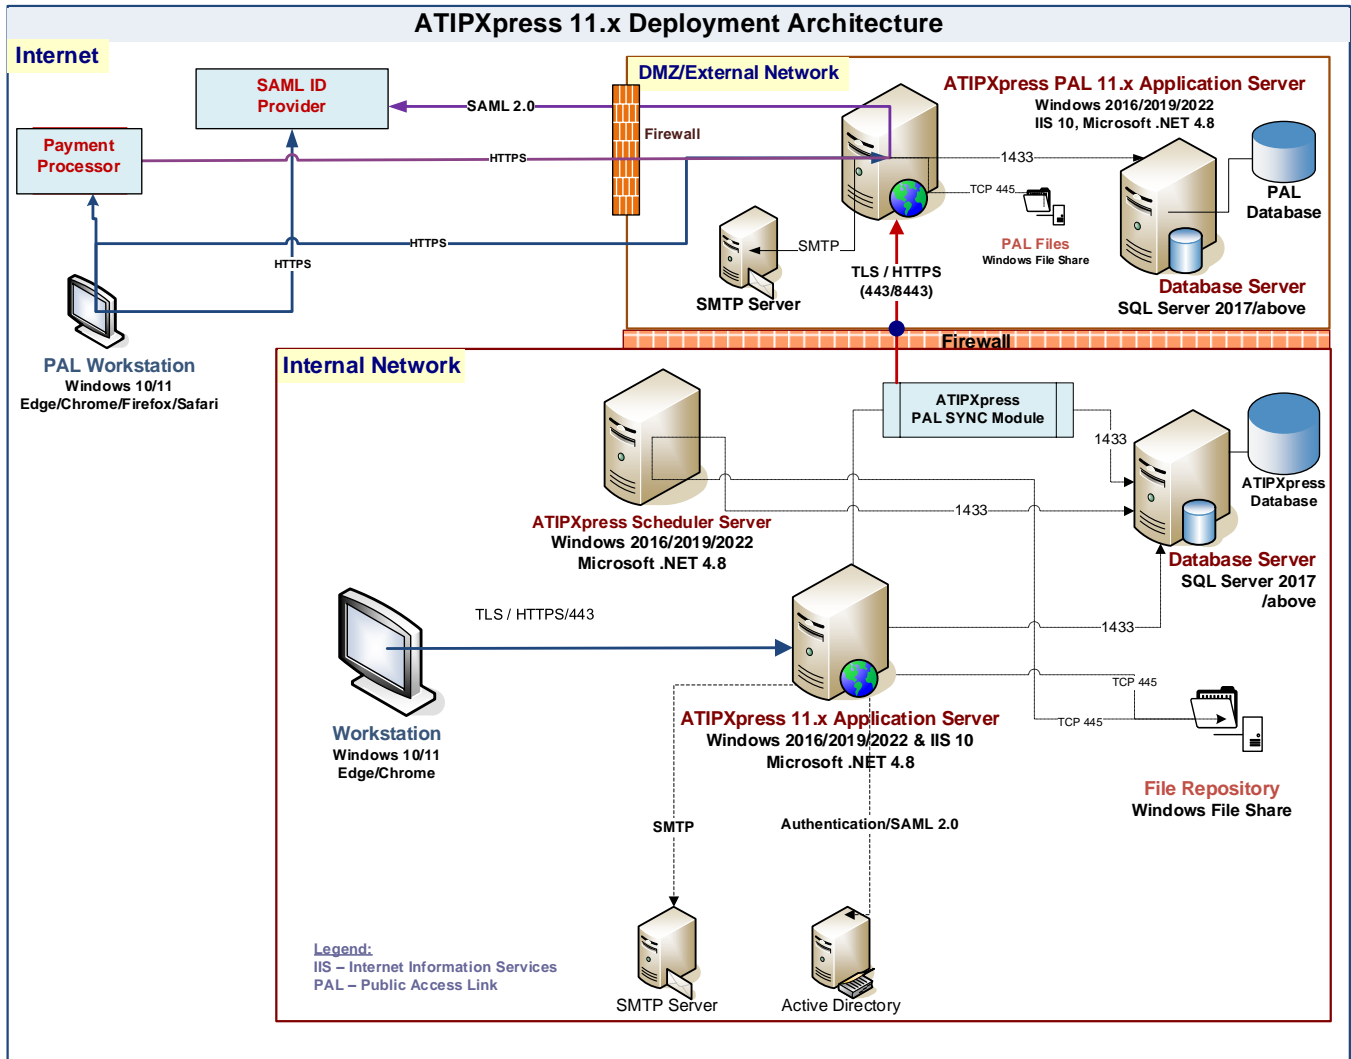 ATIPXpress 11.x Deployment Architecture
Internet
SAML ID
Provider
Payment
Processor
SAML 2.0
HTTPS
HTTPS
HTTPS
PAL Workstation
Windows 10/11
Edge/Chrome/Firefox/Safari
DMZ/External Network
Firewall
ATIPXpress PAL 11.x Application Server
Windows 2016/2019/2022
IIS 10, Microsoft .NET 4.8
1433
TCP 445
PAL
Database
PAL Files
Windows File Share
SMTP
SMTP Server
TLS / HTTPS
(443/8443)
Database Server
SQL Server 2017/above
Firewall
Internal Network
ATIPXpress
PAL SYNC Module
1433
ATIPXpress
Database
1433
ATIPXpress Scheduler Server
Windows 2016/2019/2022
Microsoft .NET 4.8
Database Server
SQL Server 2017
/above
TLS / HTTPS/443
1433
TCP 445
TCP 445
Workstation
Windows 10/11
Edge/Chrome
ATIPXpress 11.x Application Server
Windows 2016/2019/2022 & IIS 10
Microsoft .NET 4.8
File Repository
Windows File Share
SMTP
Authentication/SAML 2.0
Legend:
IIS – Internet Information Services
PAL – Public Access Link
SMTP Server
Active Directory